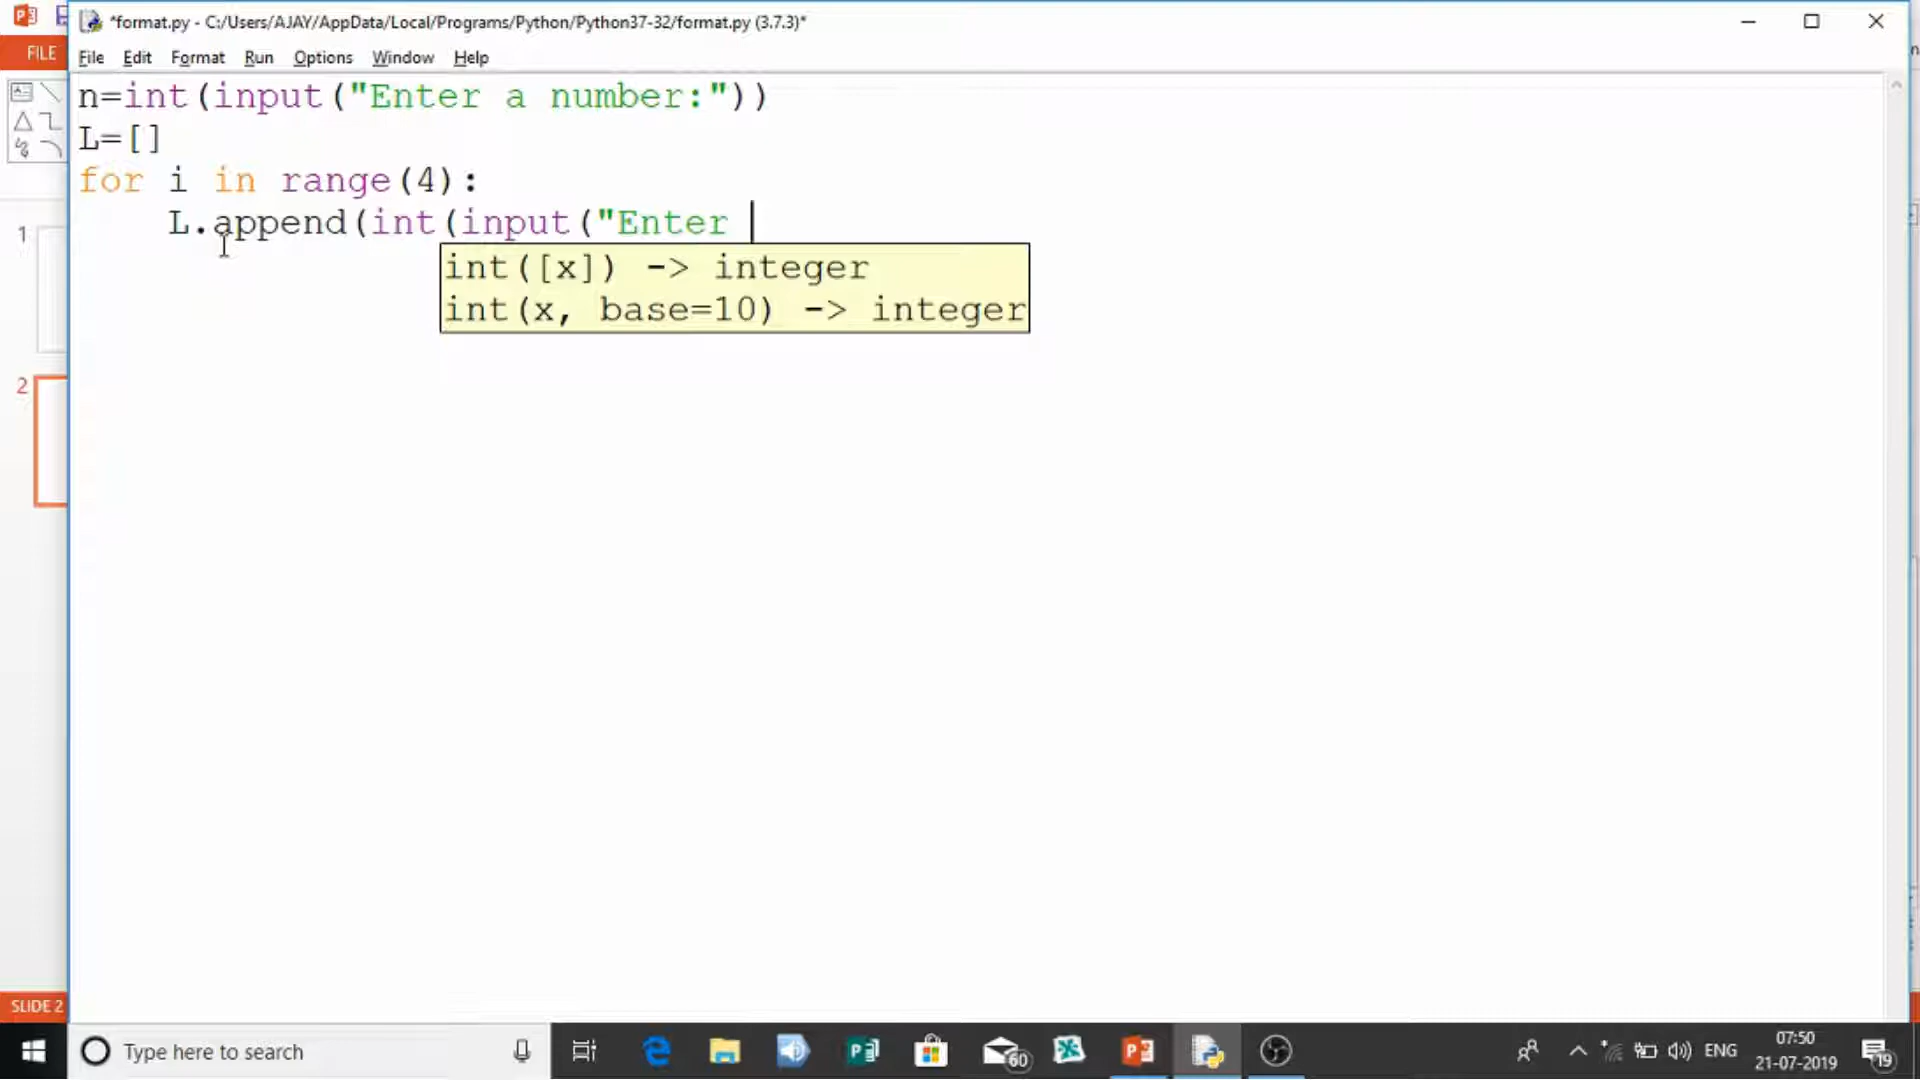 *format.py - C:/Users/AJAY/AppData/Local/Programs/Python/Python37-32/format.py (3.7.3)*
FILE
File Edit Format Run Options Window Help
n=int(input("Enter a number:"))
L=[]
for i in range(4):
L.append(int(input("Enter
int([x]) -> integer
int(x, base=10) -> integer
1
2
SLIDE 2
Type here to search
60
ENG
07:50
21-07-2019
19